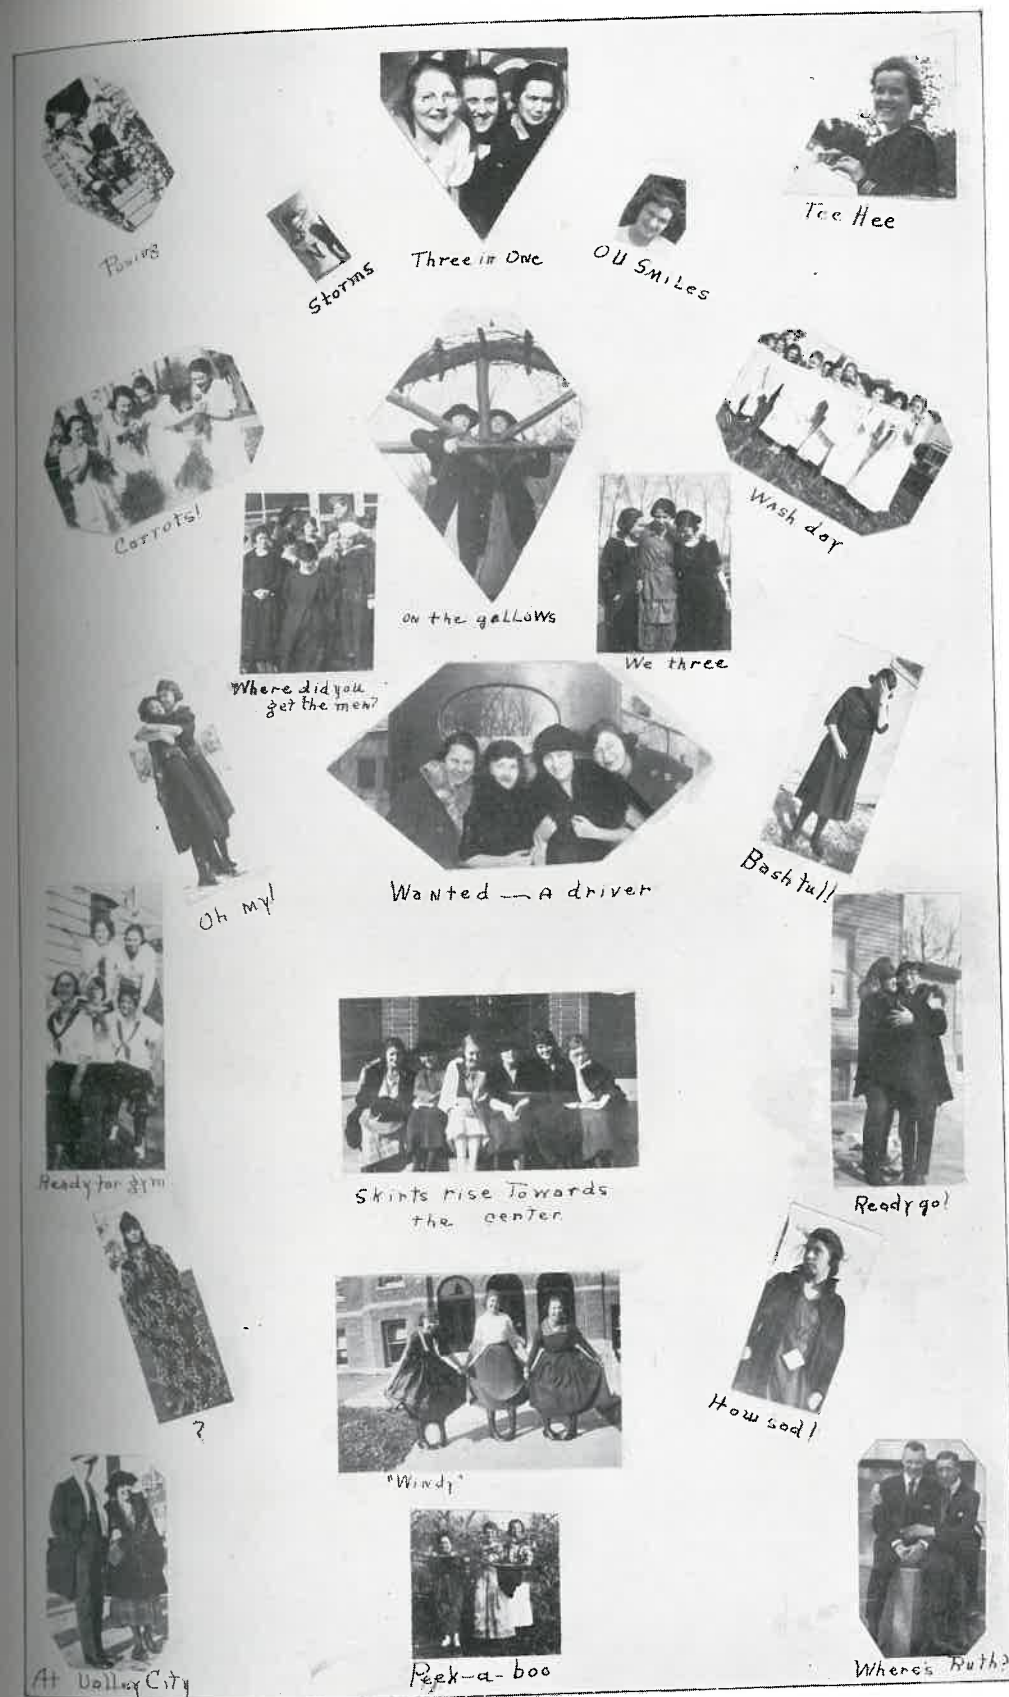 Posing
Storms
Three in One
Ou Smiles
Tee Hee
Carrots!
on the gallows
Wash day
Where did you
get the men?
We three
Oh my!
Wanted — A driver
Bashful!
Ready for gym
Skirts rise Towards
the center
Ready go!
?
"Windy"
How sad!
At Valley City
Peek-a-boo
Where's Ruth?